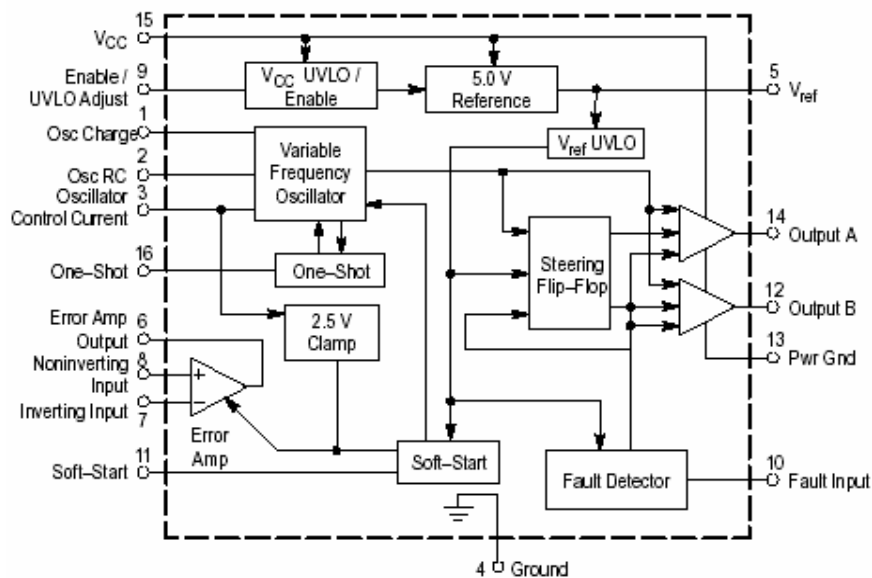 15
VCC
Enable /
UVLO Adjust
9
1
Osc Charge
2
Osc RC
Oscillator
Control Current
3
16
One–Shot
Error Amp
Output
6
Noninverting
Input
8
Inverting Input
7
11
Soft–Start
VCC UVLO /
Enable
5.0 V
Reference
Vref UVLO
Variable
Frequency
Oscillator
One–Shot
2.5 V
Clamp
Steering
Flip–Flop
+
–
Error
Amp
Soft–Start
Fault Detector
5
Vref
14
Output A
12
Output B
13
Pwr Gnd
10
Fault Input
4 Ground